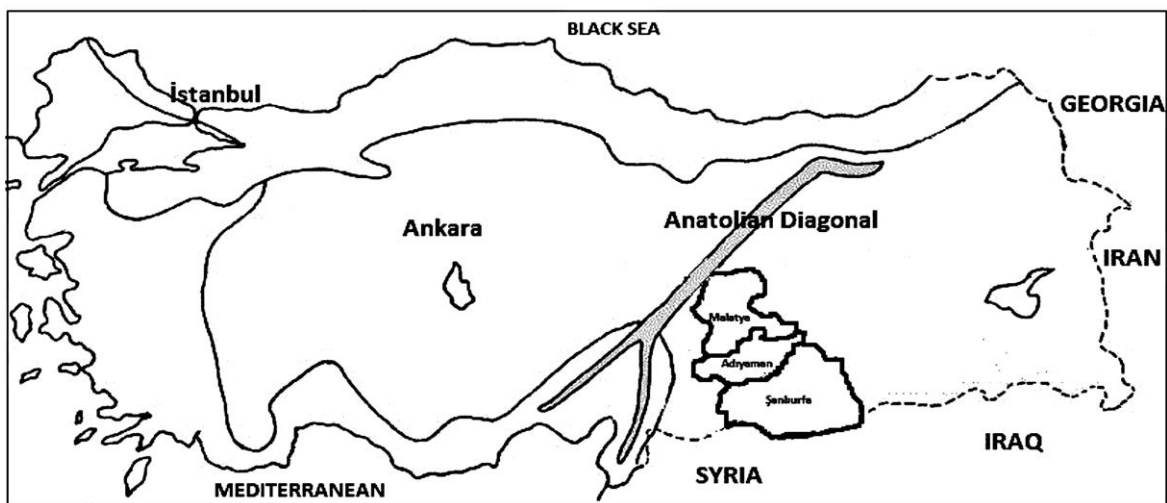 BLACK SEA
İstanbul
GEORGIA
Anatolian Diagonal
Ankara
IRAN
Malatya
Adıyaman
Şanlıurfa
IRAQ
SYRIA
MEDITERRANEAN